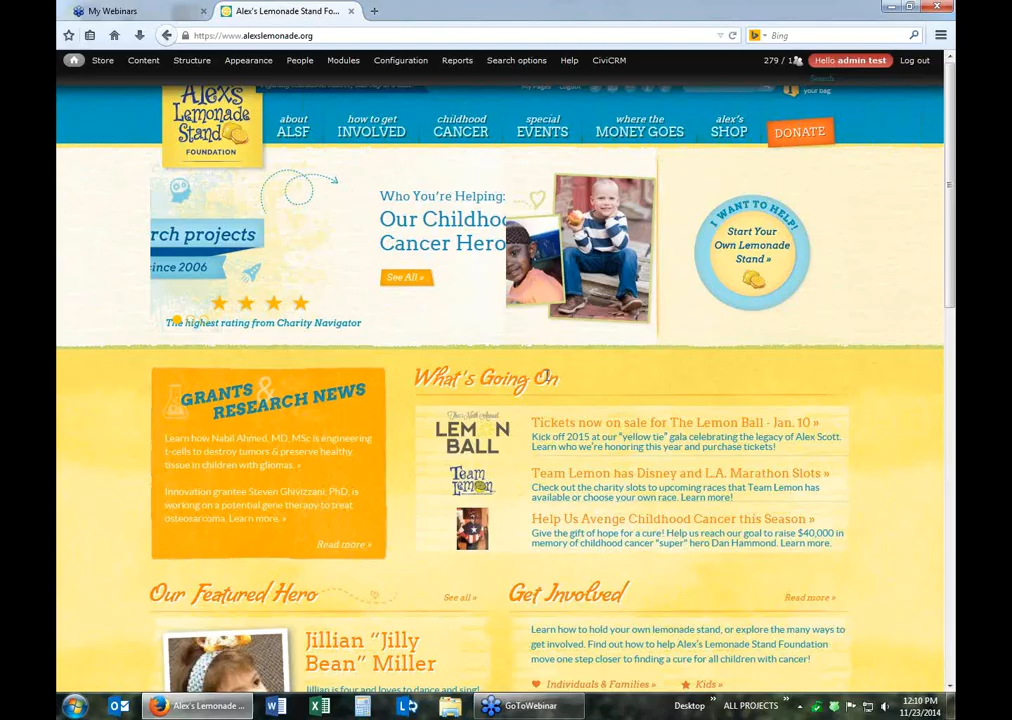 My Webinars
Alex's Lemonade Stand Fo...
https://www.alexslemonade.org
Bing
Store Content Structure Appearance People Modules Configuration Reports Search options Help CiviCRM
279 / 1
Hello admin test
Log out
Search
your bag
Alex's
Lemonade
Stand
FOUNDATION
about
ALSF
how to get
INVOLVED
childhood
CANCER
special
EVENTS
where the
MONEY GOES
alex's
SHOP
DONATE
rch projects
since 2006
The highest rating from Charity Navigator
Who You're Helping:
Our Childhoo
Cancer Hero
See All »
I WANT TO HELP!
Start Your
Own Lemonade
Stand »
GRANTS &
RESEARCH NEWS
Learn how Nabil Ahmed, MD, MSc is engineering
t-cells to destroy tumors & preserve healthy
tissue in children with gliomas. »
Innovation grantee Steven Ghivizzani, PhD, is
working on a potential gene therapy to treat
osteosarcoma. Learn more. »
Read more »
What's Going On
LEMON
BALL
Tickets now on sale for The Lemon Ball - Jan. 10 »
Kick off 2015 at our "yellow tie" gala celebrating the legacy of Alex Scott.
Learn who we're honoring this year and purchase tickets!
Team
Lemon
Team Lemon has Disney and L.A. Marathon Slots »
Check out the charity slots to upcoming races that Team Lemon has
available or choose your own race. Learn more!
Help Us Avenge Childhood Cancer this Season »
Give the gift of hope for a cure! Help us reach our goal to raise $40,000 in
memory of childhood cancer "super" hero Dan Hammond. Learn more.
Our Featured Hero
See all »
Jillian "Jilly
Bean" Miller
Jillian is four and loves to dance and sing!
Get Involved
Read more »
Learn how to hold your own lemonade stand, or explore the many ways to
get involved. Find out how to help Alex's Lemonade Stand Foundation
move one step closer to finding a cure for all children with cancer!
Individuals & Families »
Kids »
Alex's Lemonade ...
GoToWebinar
Desktop
ALL PROJECTS
12:10 PM
11/23/2014